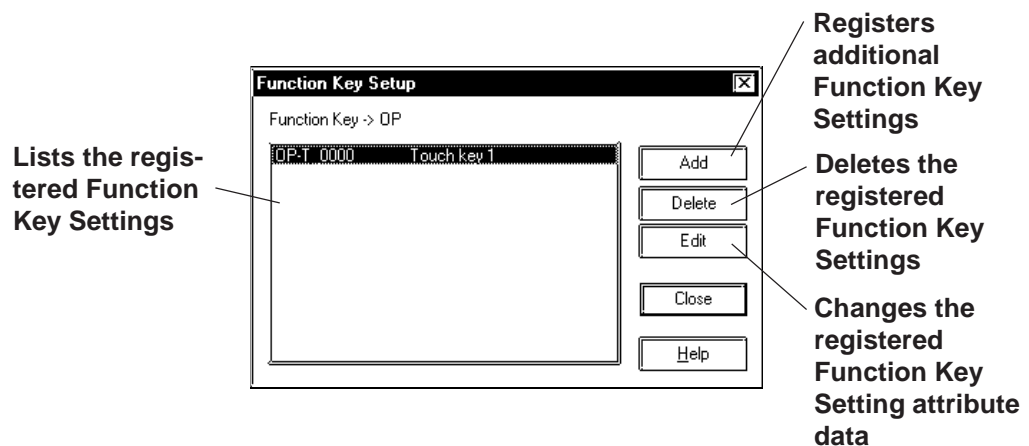 Registers
additional
Function Key
Settings
Function Key Setup
Function Key -> OP
OP-T 0000 Touch key 1
Lists the regis-
tered Function
Key Settings
Add
Delete
Edit
Close
Help
Deletes the
registered
Function Key
Settings
Changes the
registered
Function Key
Setting attribute
data